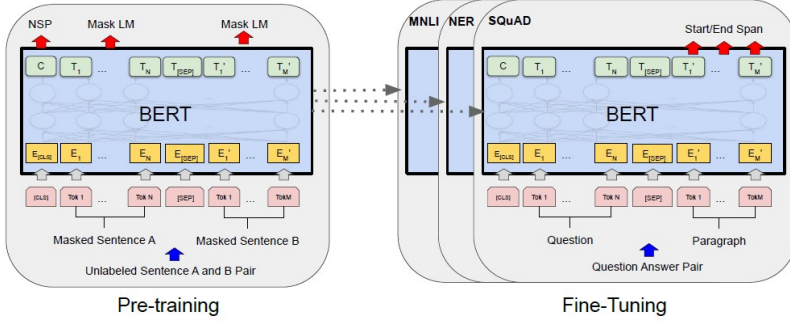 NSP Mask LM Mask LM
C T1 ... TN T[SEP] T1' ... TM'
BERT
E[CLS] E1 ... EN E[SEP] E1' ... EM'
[CLS] Tok 1 ... Tok N [SEP] Tok 1 ... TokM
Masked Sentence A Masked Sentence B
Unlabeled Sentence A and B Pair
Pre-training
MNLI NER SQuAD
Start/End Span
C T1 ... TN T[SEP] T1' ... TM'
BERT
E[CLS] E1 ... EN E[SEP] E1' ... EM'
[CLS] Tok 1 ... Tok N [SEP] Tok 1 ... TokM
Question Paragraph
Question Answer Pair
Fine-Tuning